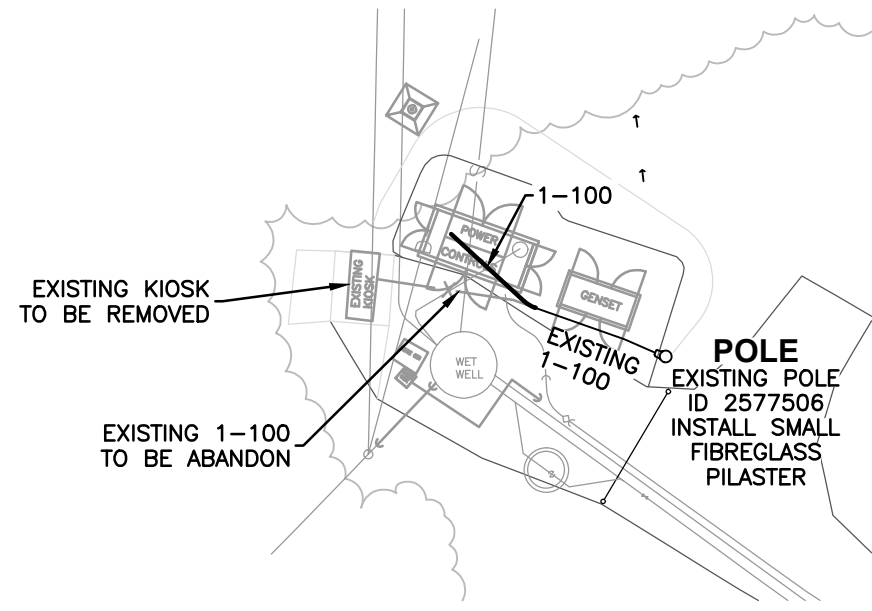 1-100
POWER
CONTROLS
EXISTING
KIOSK
GENSET
EXISTING KIOSK
TO BE REMOVED
EXISTING
1-100
WET
WELL
POLE
EXISTING POLE
ID 2577506
INSTALL SMALL
FIBREGLASS
PILASTER
EXISTING 1-100
TO BE ABANDON
S